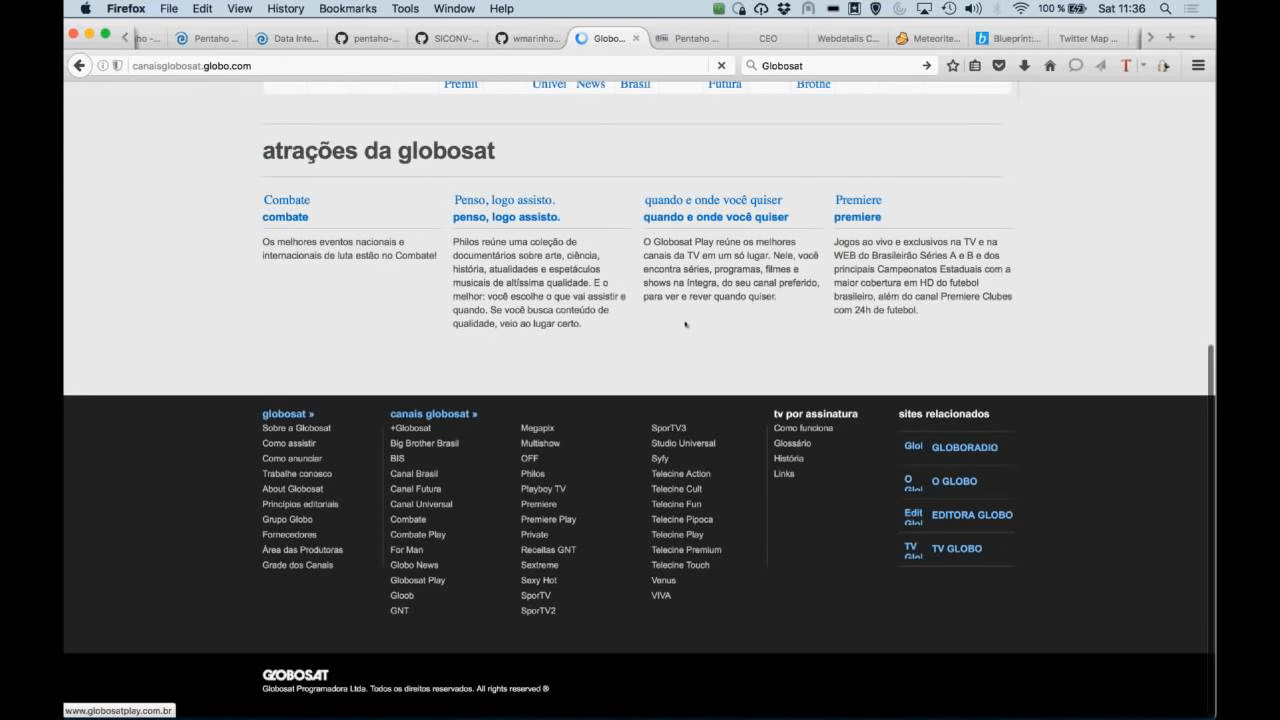 Firefox File Edit View History Bookmarks Tools Window Help 100 % Sat 11:36
ho -... Pentaho ... Data Inte... pentaho-... SICONV-... wmarinho... Globo... Pentaho ... CEO Webdetails C... Meteorite... Blueprint:... Twitter Map ...
canaisglobosat.globo.com Globosat
Premit Univei News Brasil Futura Brothe
atrações da globosat
Combate
combate
Os melhores eventos nacionais e
internacionais de luta estão no Combate!
Penso, logo assisto.
penso, logo assisto.
Philos reúne uma coleção de
documentários sobre arte, ciência,
história, atualidades e espetáculos
musicais de altíssima qualidade. E o
melhor: você escolhe o que vai assistir e
quando. Se você busca conteúdo de
qualidade, veio ao lugar certo.
quando e onde você quiser
quando e onde você quiser
O Globosat Play reúne os melhores
canais da TV em um só lugar. Nele, você
encontra séries, programas, filmes e
shows na íntegra, do seu canal preferido,
para ver e rever quando quiser.
Premiere
premiere
Jogos ao vivo e exclusivos na TV e na
WEB do Brasileirão Séries A e B e dos
principais Campeonatos Estaduais com a
maior cobertura em HD do futebol
brasileiro, além do canal Premiere Clubes
com 24h de futebol.
globosat »
Sobre a Globosat
Como assistir
Como anunciar
Trabalhe conosco
About Globosat
Princípios editoriais
Grupo Globo
Fornecedores
Área das Produtoras
Grade dos Canais
canais globosat »
+Globosat
Big Brother Brasil
BIS
Canal Brasil
Canal Futura
Canal Universal
Combate
Combate Play
For Man
Globo News
Globosat Play
Gloob
GNT
Megapix
Multishow
OFF
Philos
Playboy TV
Premiere
Premiere Play
Private
Receitas GNT
Sextreme
Sexy Hot
SporTV
SporTV2
SporTV3
Studio Universal
Syfy
Telecine Action
Telecine Cult
Telecine Fun
Telecine Pipoca
Telecine Play
Telecine Premium
Telecine Touch
Venus
VIVA
tv por assinatura
Como funciona
Glossário
História
Links
sites relacionados
Glol GLOBORADIO
O Glol O GLOBO
Edit Glol EDITORA GLOBO
TV Glol TV GLOBO
GLOBOSAT
Globosat Programadora Ltda. Todos os direitos reservados. All rights reserved ®
www.globosatplay.com.br